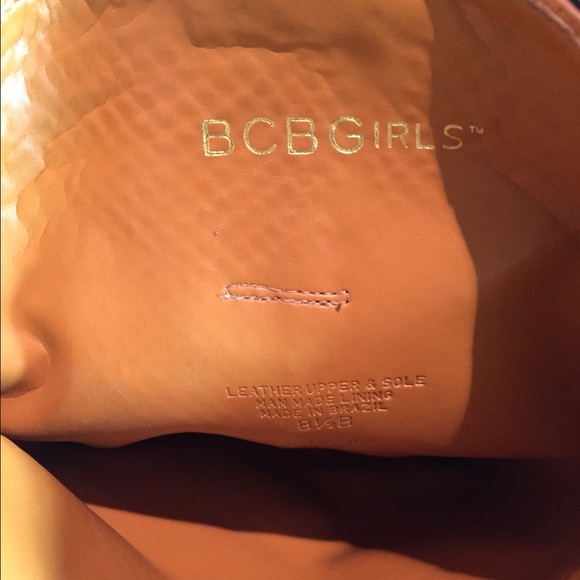 BCBGIRLS™
LEATHER UPPER & SOLE
MAN MADE LINING
MADE IN BRAZIL
8½B